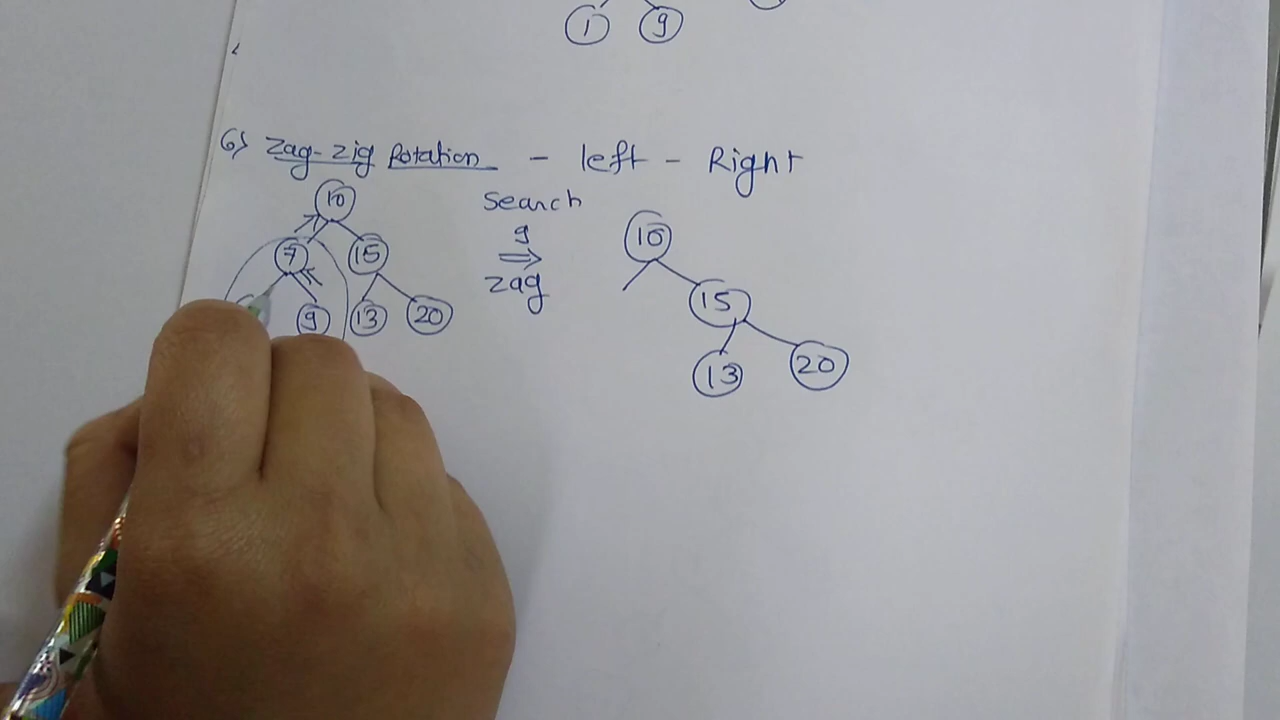 1 9
6) Zag-zig Rotation - left - Right
10
7 15
9 13 20
Search
9
⇒
zag
10
15
13 20